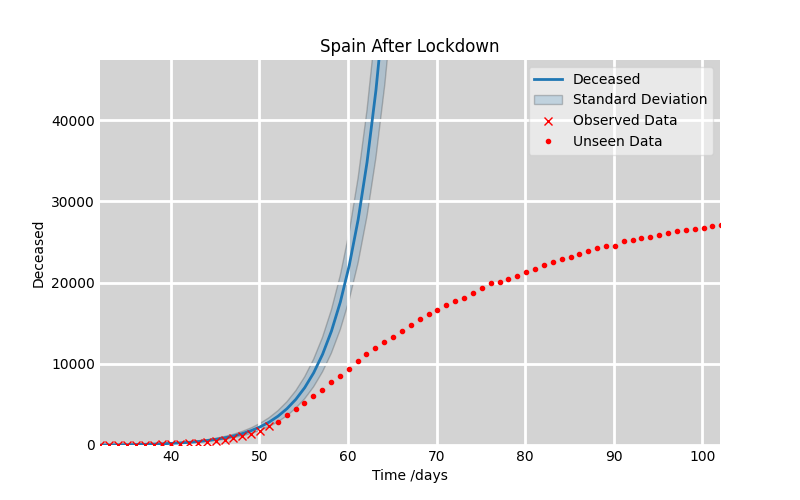 Spain After Lockdown
Deceased
Standard Deviation
Observed Data
Unseen Data
40000
30000
20000
10000
0
Deceased
40 50 60 70 80 90 100
Time /days